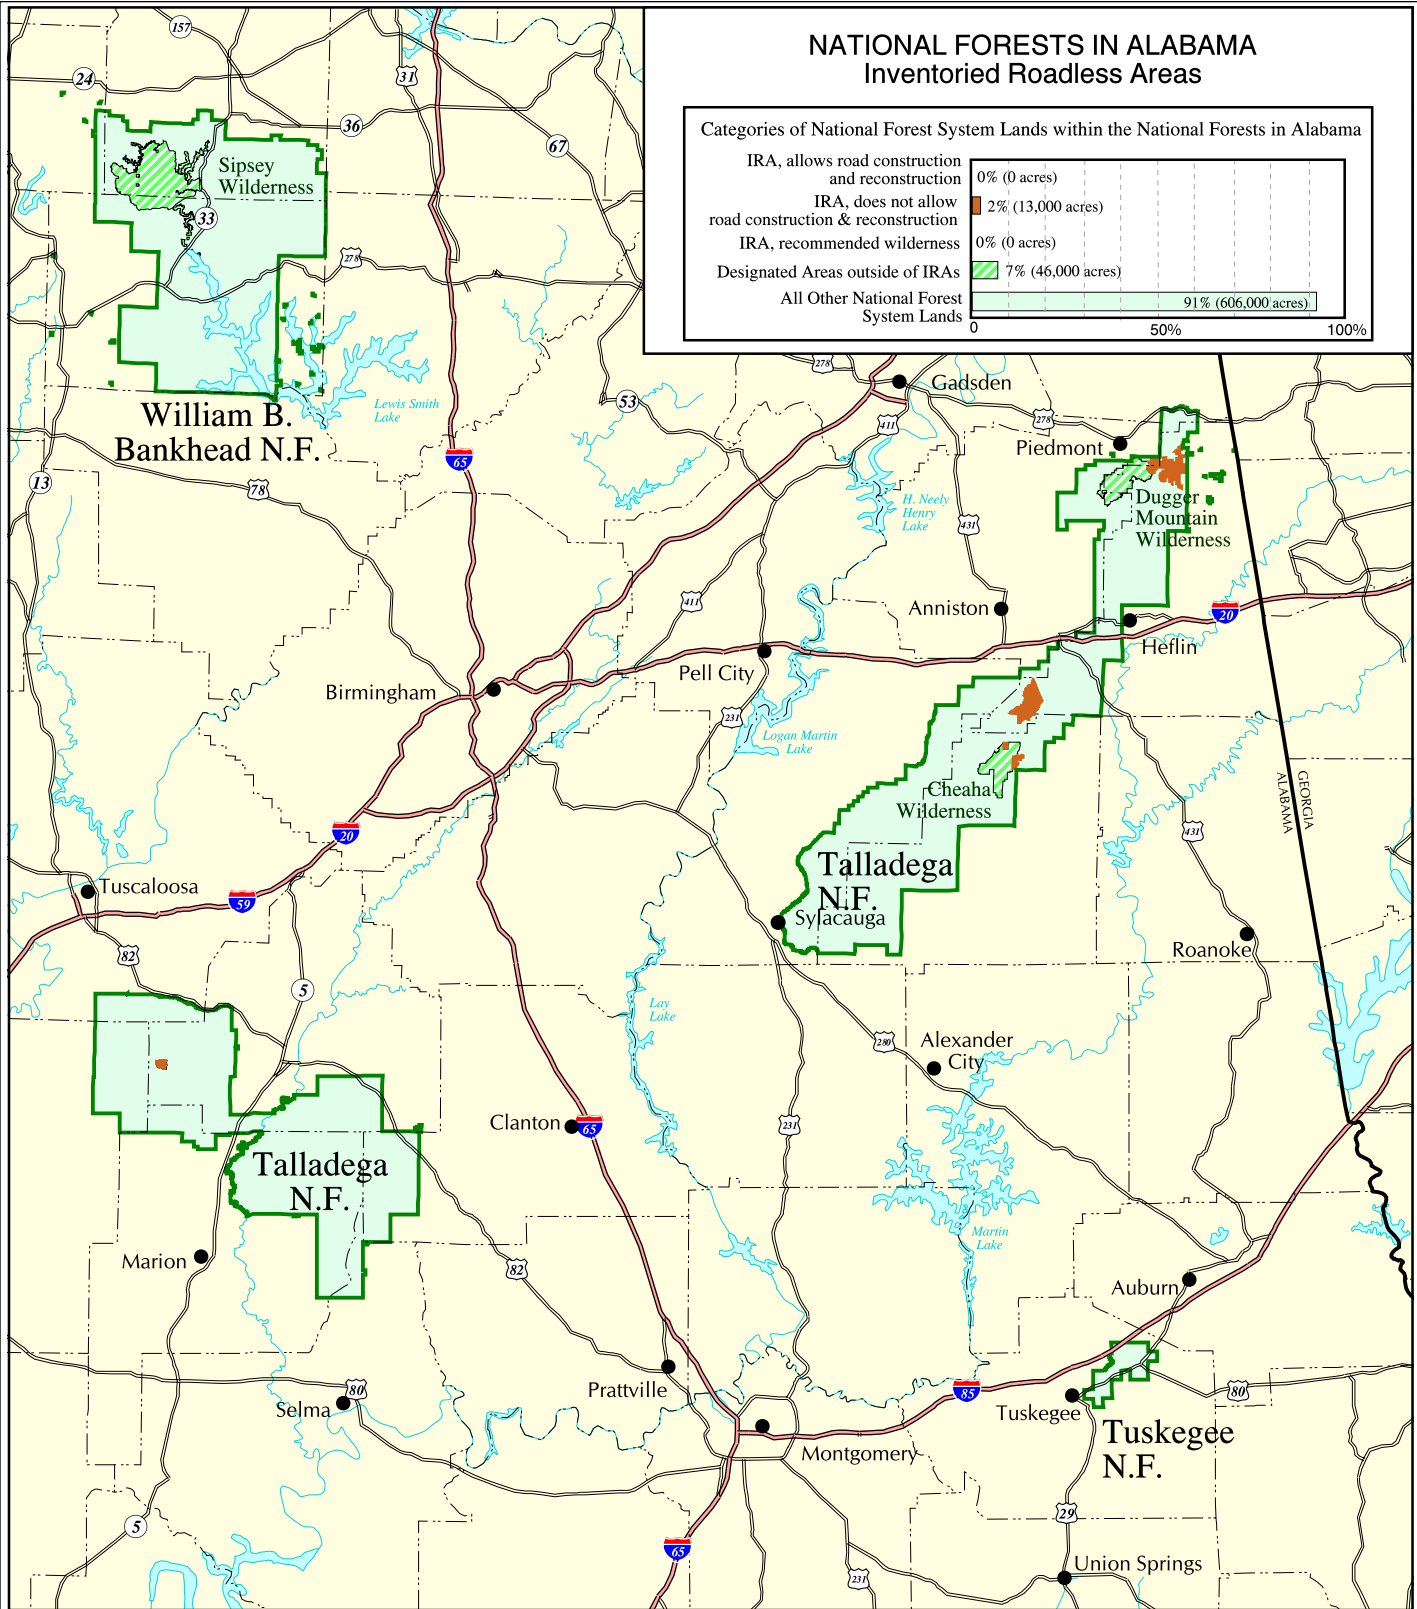 NATIONAL FORESTS IN ALABAMA
Inventoried Roadless Areas
Categories of National Forest System Lands within the National Forests in Alabama
IRA, allows road construction
and reconstruction
0% (0 acres)
IRA, does not allow
road construction & reconstruction
2% (13,000 acres)
IRA, recommended wilderness
0% (0 acres)
Designated Areas outside of IRAs
7% (46,000 acres)
All Other National Forest
System Lands
91% (606,000 acres)
0
50%
100%
157
24
31
36
67
Sipsey
Wilderness
33
278
278
Gadsden
William B.
Bankhead N.F.
Lewis Smith
Lake
53
411
278
Piedmont
65
13
78
H. Neely
Henry
Lake
431
Dugger
Mountain
Wilderness
411
Anniston
20
Heflin
Pell City
Birmingham
231
Logan Martin
Lake
Cheaha
Wilderness
GEORGIA
ALABAMA
20
431
Talladega
N.F.
Tuscaloosa
59
Sylacauga
Roanoke
82
5
Lay
Lake
280
Alexander
City
Clanton
65
231
Talladega
N.F.
Martin
Lake
Marion
82
Auburn
Prattville
80
Selma
85
80
Tuskegee
Montgomery
Tuskegee
N.F.
29
5
65
231
Union Springs